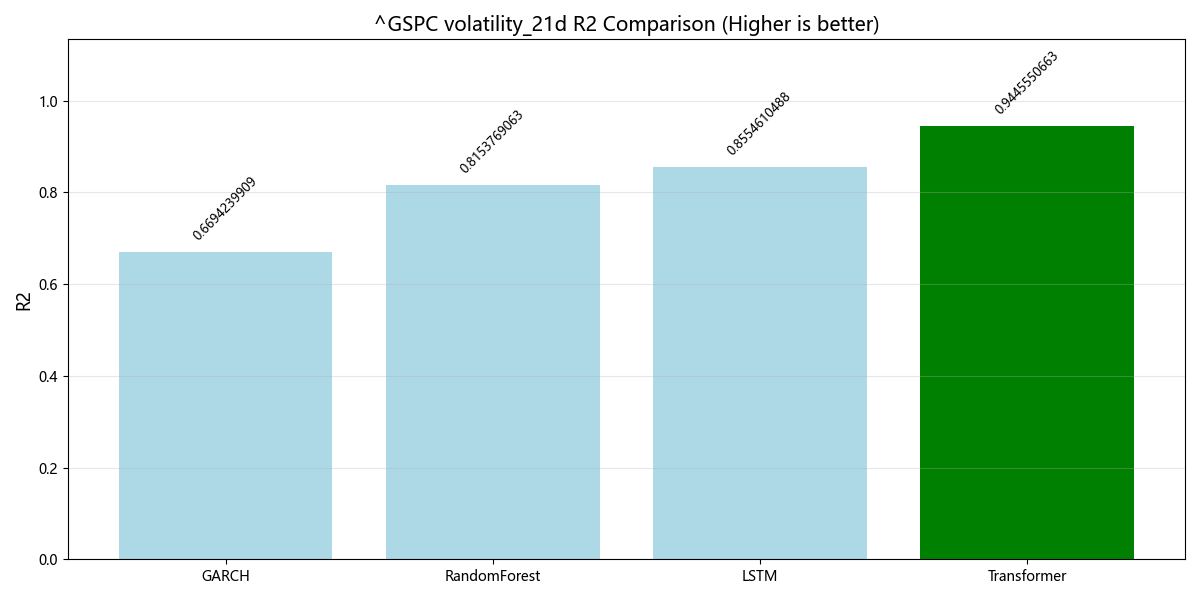 ^GSPC volatility_21d R2 Comparison (Higher is better)
R2
1.0
0.8
0.6
0.4
0.2
0.0
0.6694239909
0.8153769063
0.8554610488
0.9445550663
GARCH
RandomForest
LSTM
Transformer